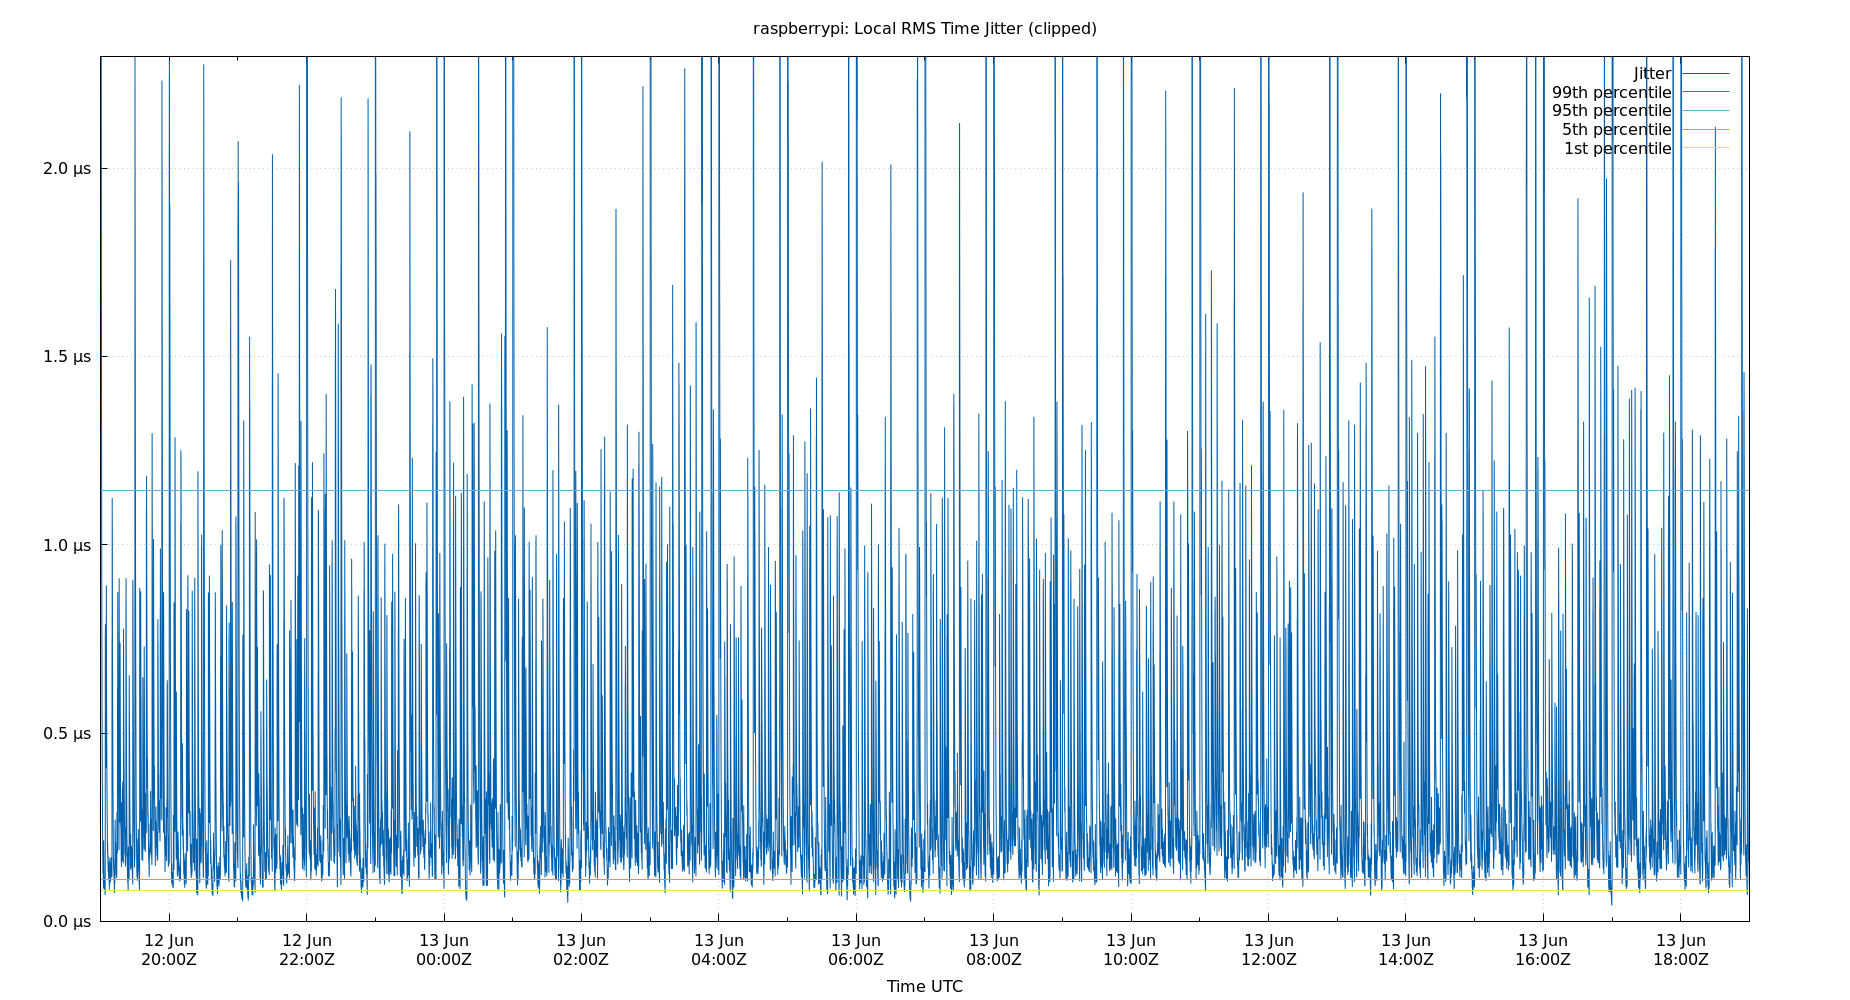 raspberrypi: Local RMS Time Jitter (clipped)
Jitter
99th percentile
95th percentile
5th percentile
1st percentile
2.0 µs
1.5 µs
1.0 µs
0.5 µs
0.0 µs
12 Jun 12 Jun 13 Jun 13 Jun 13 Jun 13 Jun 13 Jun 13 Jun 13 Jun 13 Jun 13 Jun 13 Jun
20:00Z 22:00Z 00:00Z 02:00Z 04:00Z 06:00Z 08:00Z 10:00Z 12:00Z 14:00Z 16:00Z 18:00Z
Time UTC